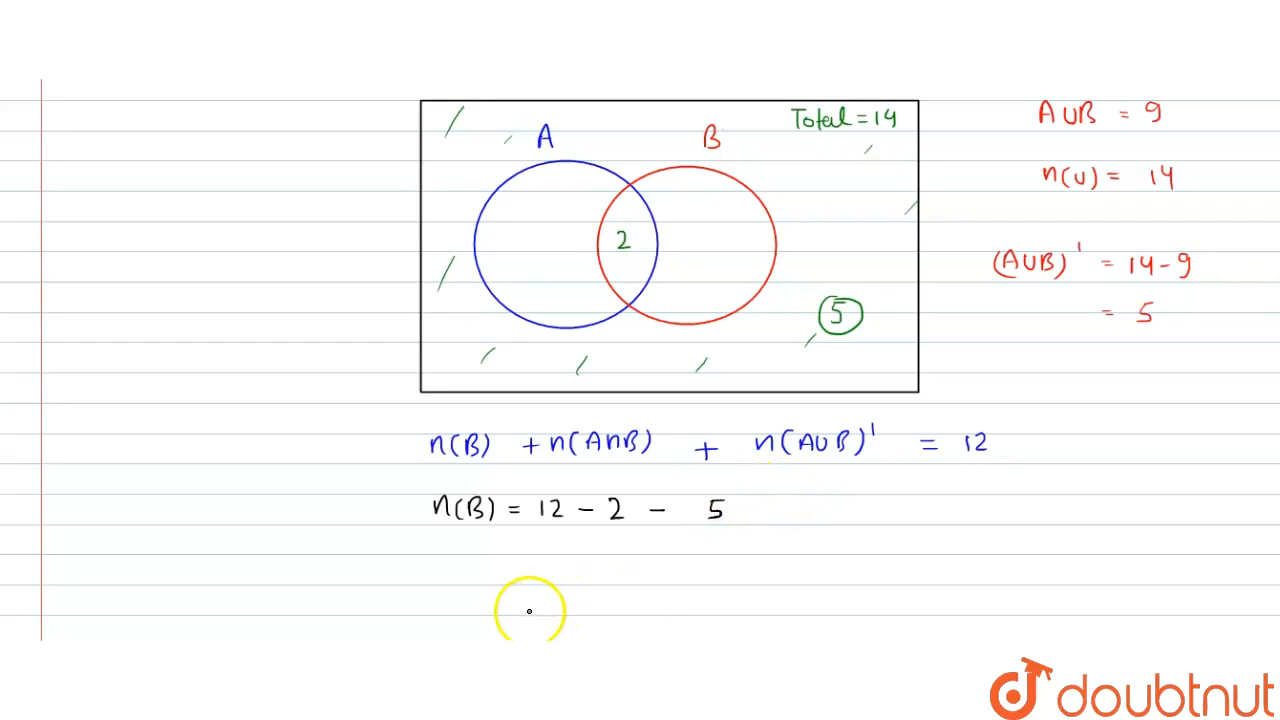 Total = 14
A
B
2
5
A ∪ B = 9
n(∪) = 14
(A∪B)' = 14 - 9
= 5
n(B) + n(A∩B) + n(A∪B)' = 12
n(B) = 12 - 2 - 5
doubtnut